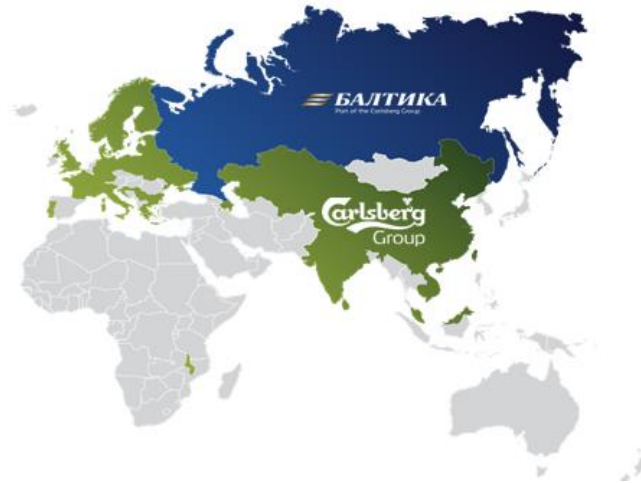 БАЛТИКА
Part of the Carlsberg Group
Carlsberg
Group